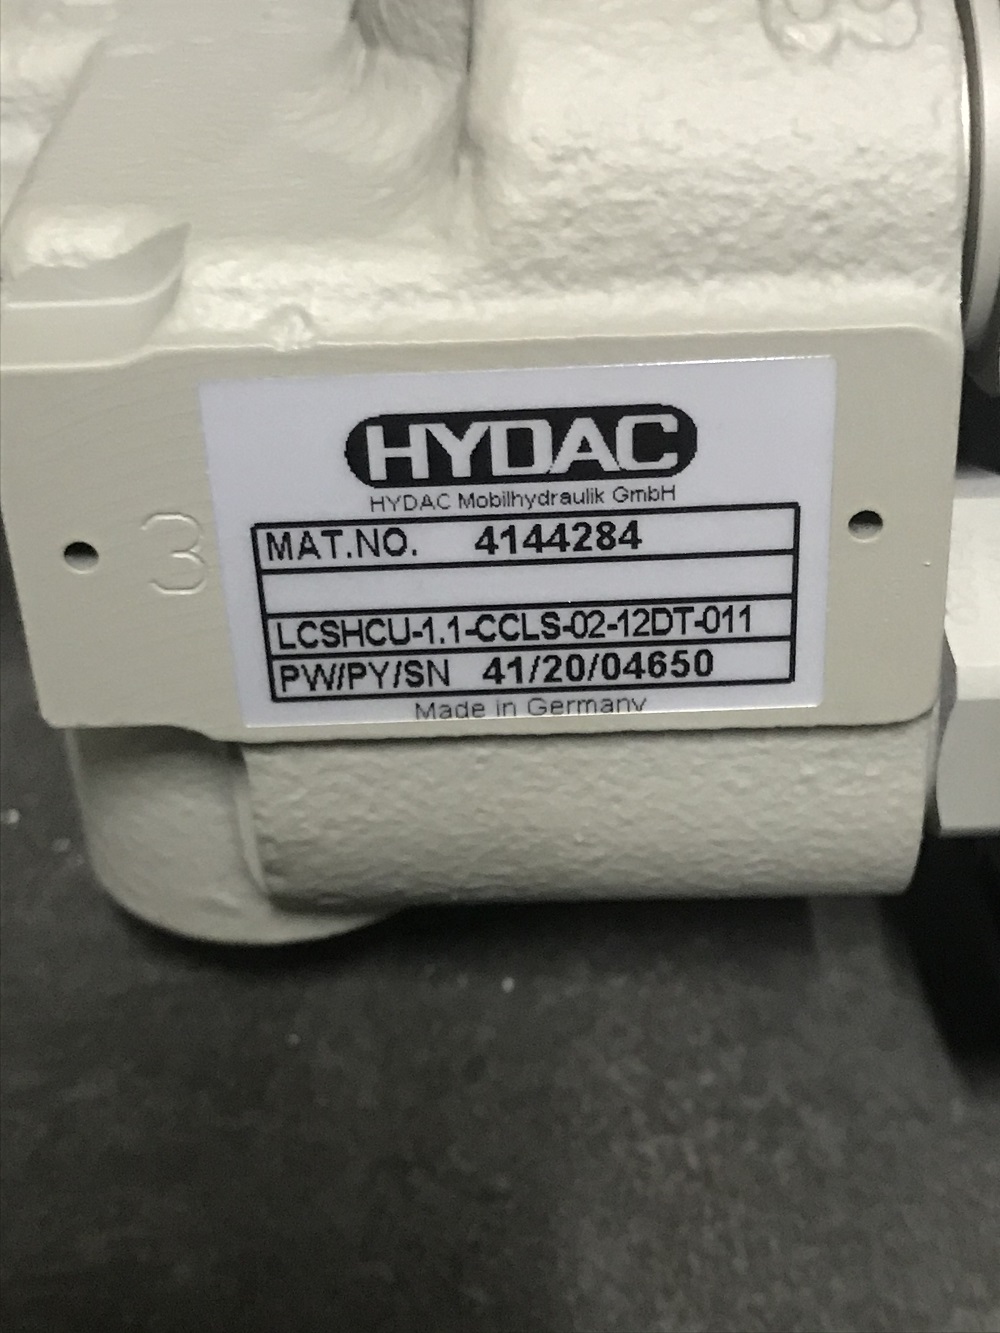 HYDAC
HYDAC Mobilhydraulik GmbH
MAT.NO. 4144284
LCSHCU-1.1-CCLS-02-12DT-011
PW/PY/SN 41/20/04650
Made in Germany
3